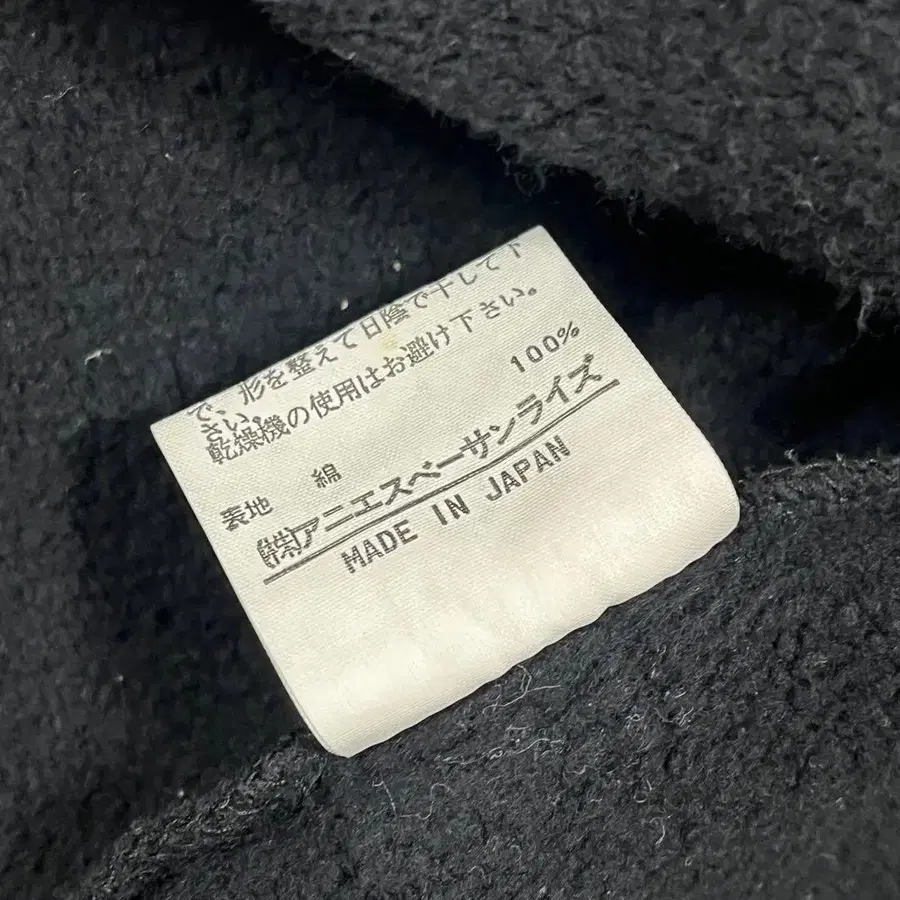 で、形を整えて日陰で干して下
さい。
乾燥機の使用はお避け下さい。
表地 綿 100%
㈱アニエスベーサンライズ
MADE IN JAPAN